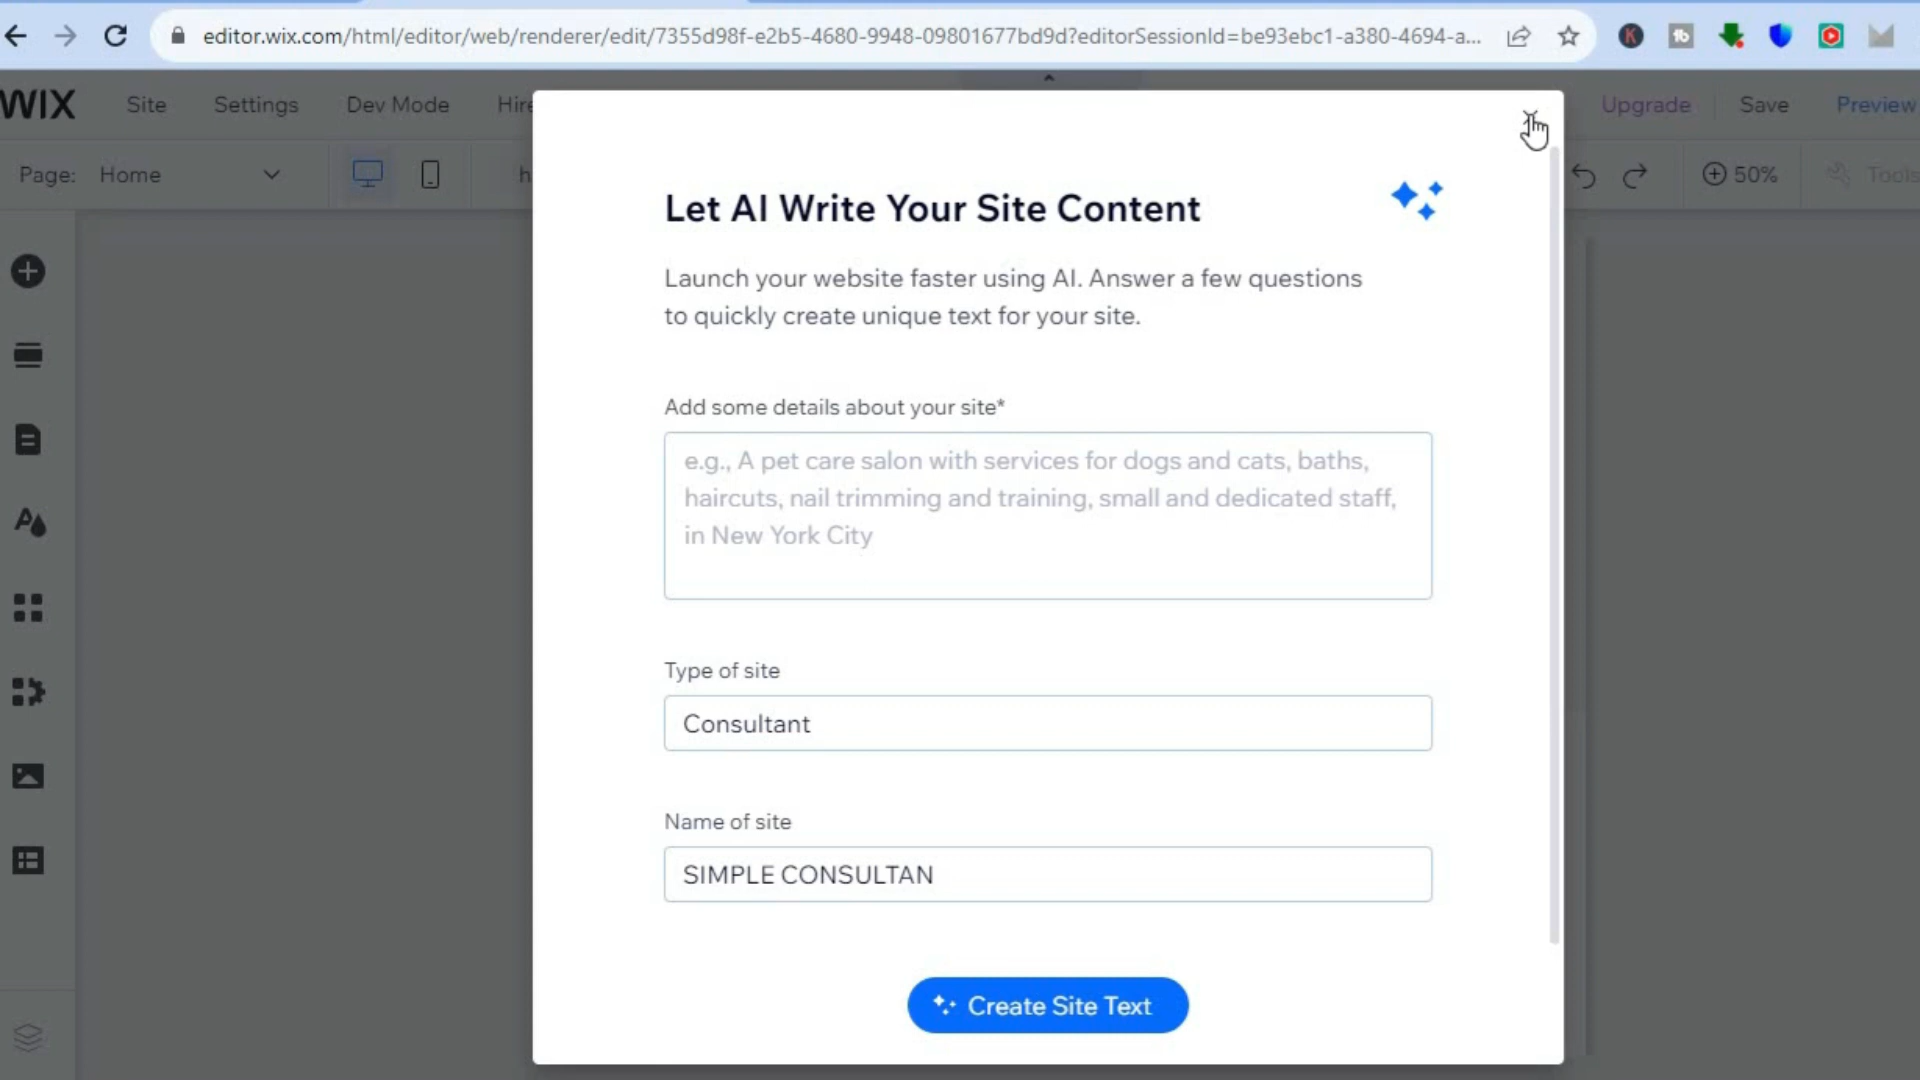 editor.wix.com/html/editor/web/renderer/edit/7355d98f-e2b5-4680-9948-09801677bd9d?editorSessionId=be93ebc1-a380-4694-a...
WIX Site Settings Dev Mode Hire Upgrade Save Preview
Page: Home h 50% Tools
Let AI Write Your Site Content
Launch your website faster using AI. Answer a few questions
to quickly create unique text for your site.
Add some details about your site*
e.g., A pet care salon with services for dogs and cats, baths,
haircuts, nail trimming and training, small and dedicated staff,
in New York City
Type of site
Consultant
Name of site
SIMPLE CONSULTAN
Create Site Text